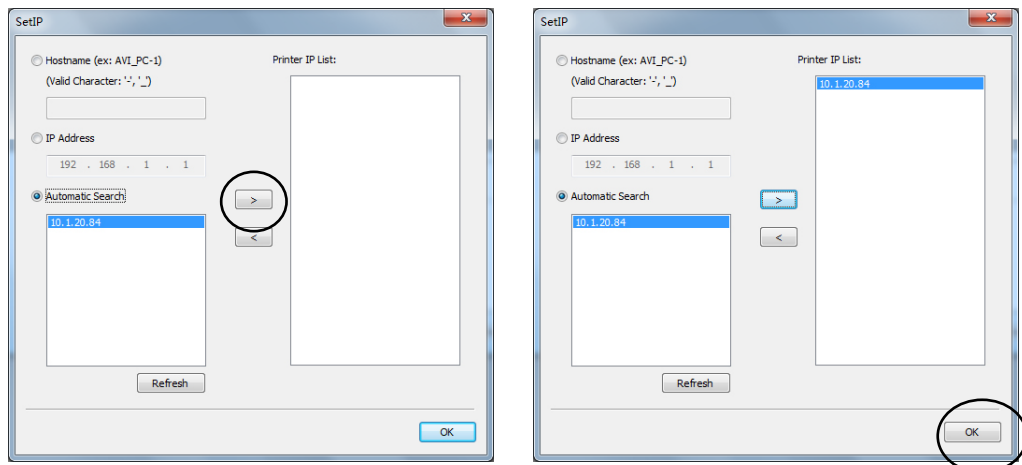 SetIP
Hostname (ex: AVI_PC-1)
(Valid Character: '-', '_')
IP Address
192 . 168 . 1 . 1
Automatic Search
10.1.20.84
Refresh
Printer IP List:
>
<
OK
SetIP
Hostname (ex: AVI_PC-1)
(Valid Character: '-', '_')
IP Address
192 . 168 . 1 . 1
Automatic Search
10.1.20.84
Refresh
Printer IP List:
10.1.20.84
>
<
OK